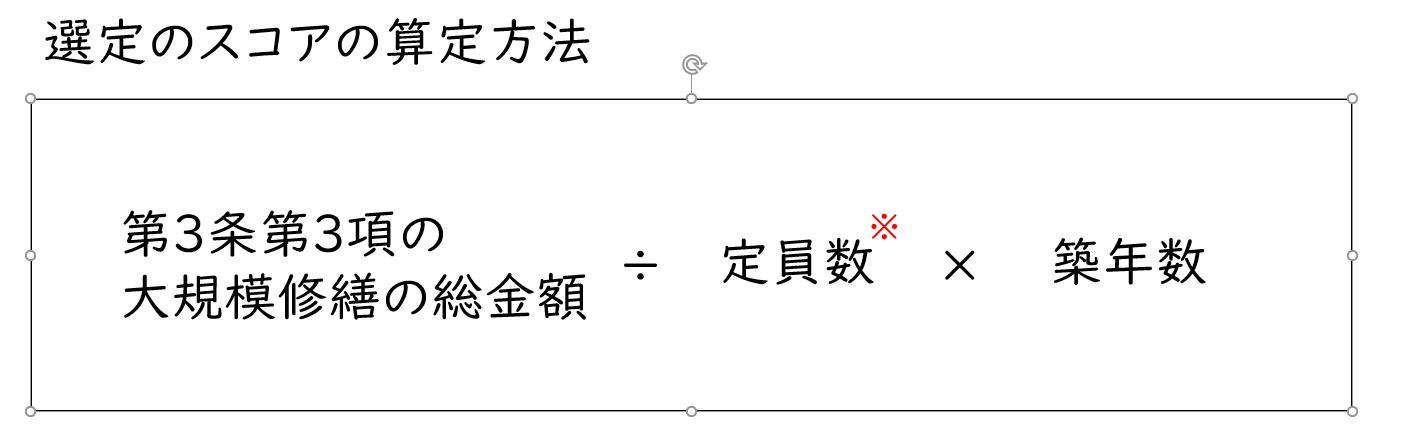 選定のスコアの算定方法
第3条第3項の
大規模修繕の総金額 ÷ 定員数※ × 築年数